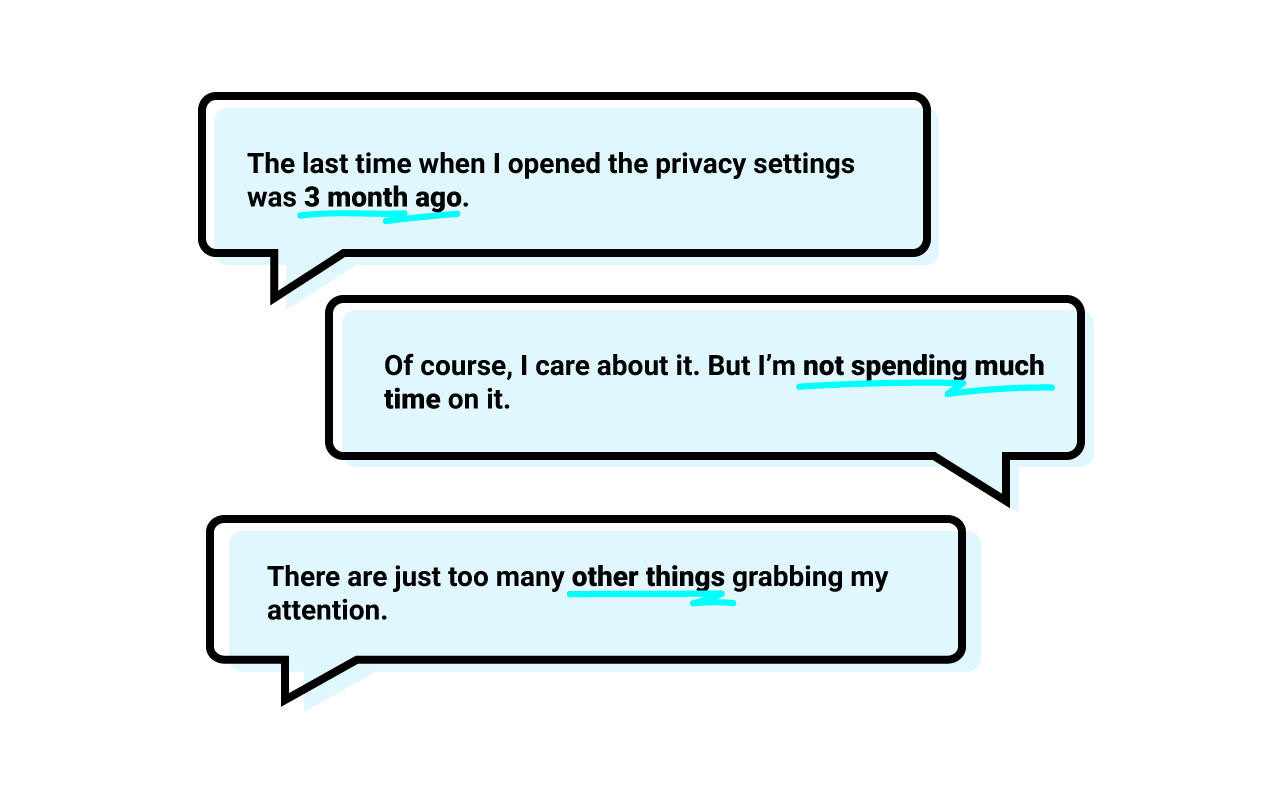 The last time when I opened the privacy settings
was 3 month ago.
Of course, I care about it. But I’m not spending much
time on it.
There are just too many other things grabbing my
attention.